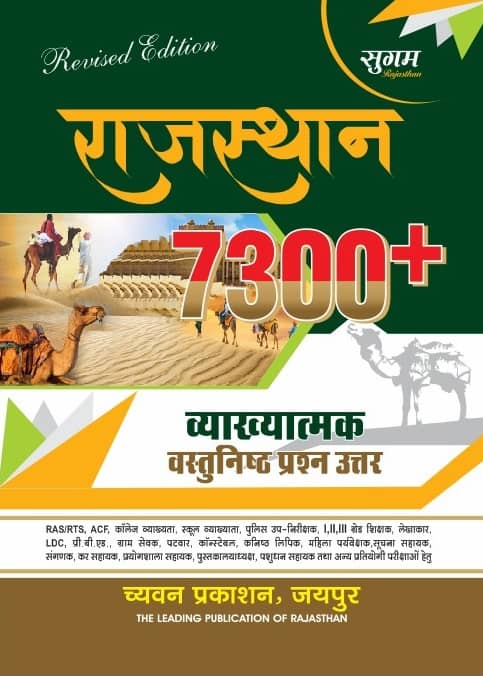 Revised Edition
सुगम
Rajasthan
राजस्थान
7300+
व्याख्यात्मक
वस्तुनिष्ठ प्रश्न उत्तर
RAS/RTS, ACF, कॉलेज व्याख्यता, स्कूल व्याख्याता, पुलिस उप-निरीक्षक, I,II,III ग्रेड शिक्षक, लेखाकार,
LDC, प्री.बी.एड., ग्राम सेवक, पटवार, कॉन्स्टेबल, कनिष्ठ लिपिक, महिला पर्यवेक्षक,सूचना सहायक,
संगणक, कर सहायक, प्रयोगशाला सहायक, पुस्तकालयाध्यक्ष, पशुधन सहायक तथा अन्य प्रतियोगी परीक्षाओं हेतु
च्यवन प्रकाशन, जयपुर
THE LEADING PUBLICATION OF RAJASTHAN